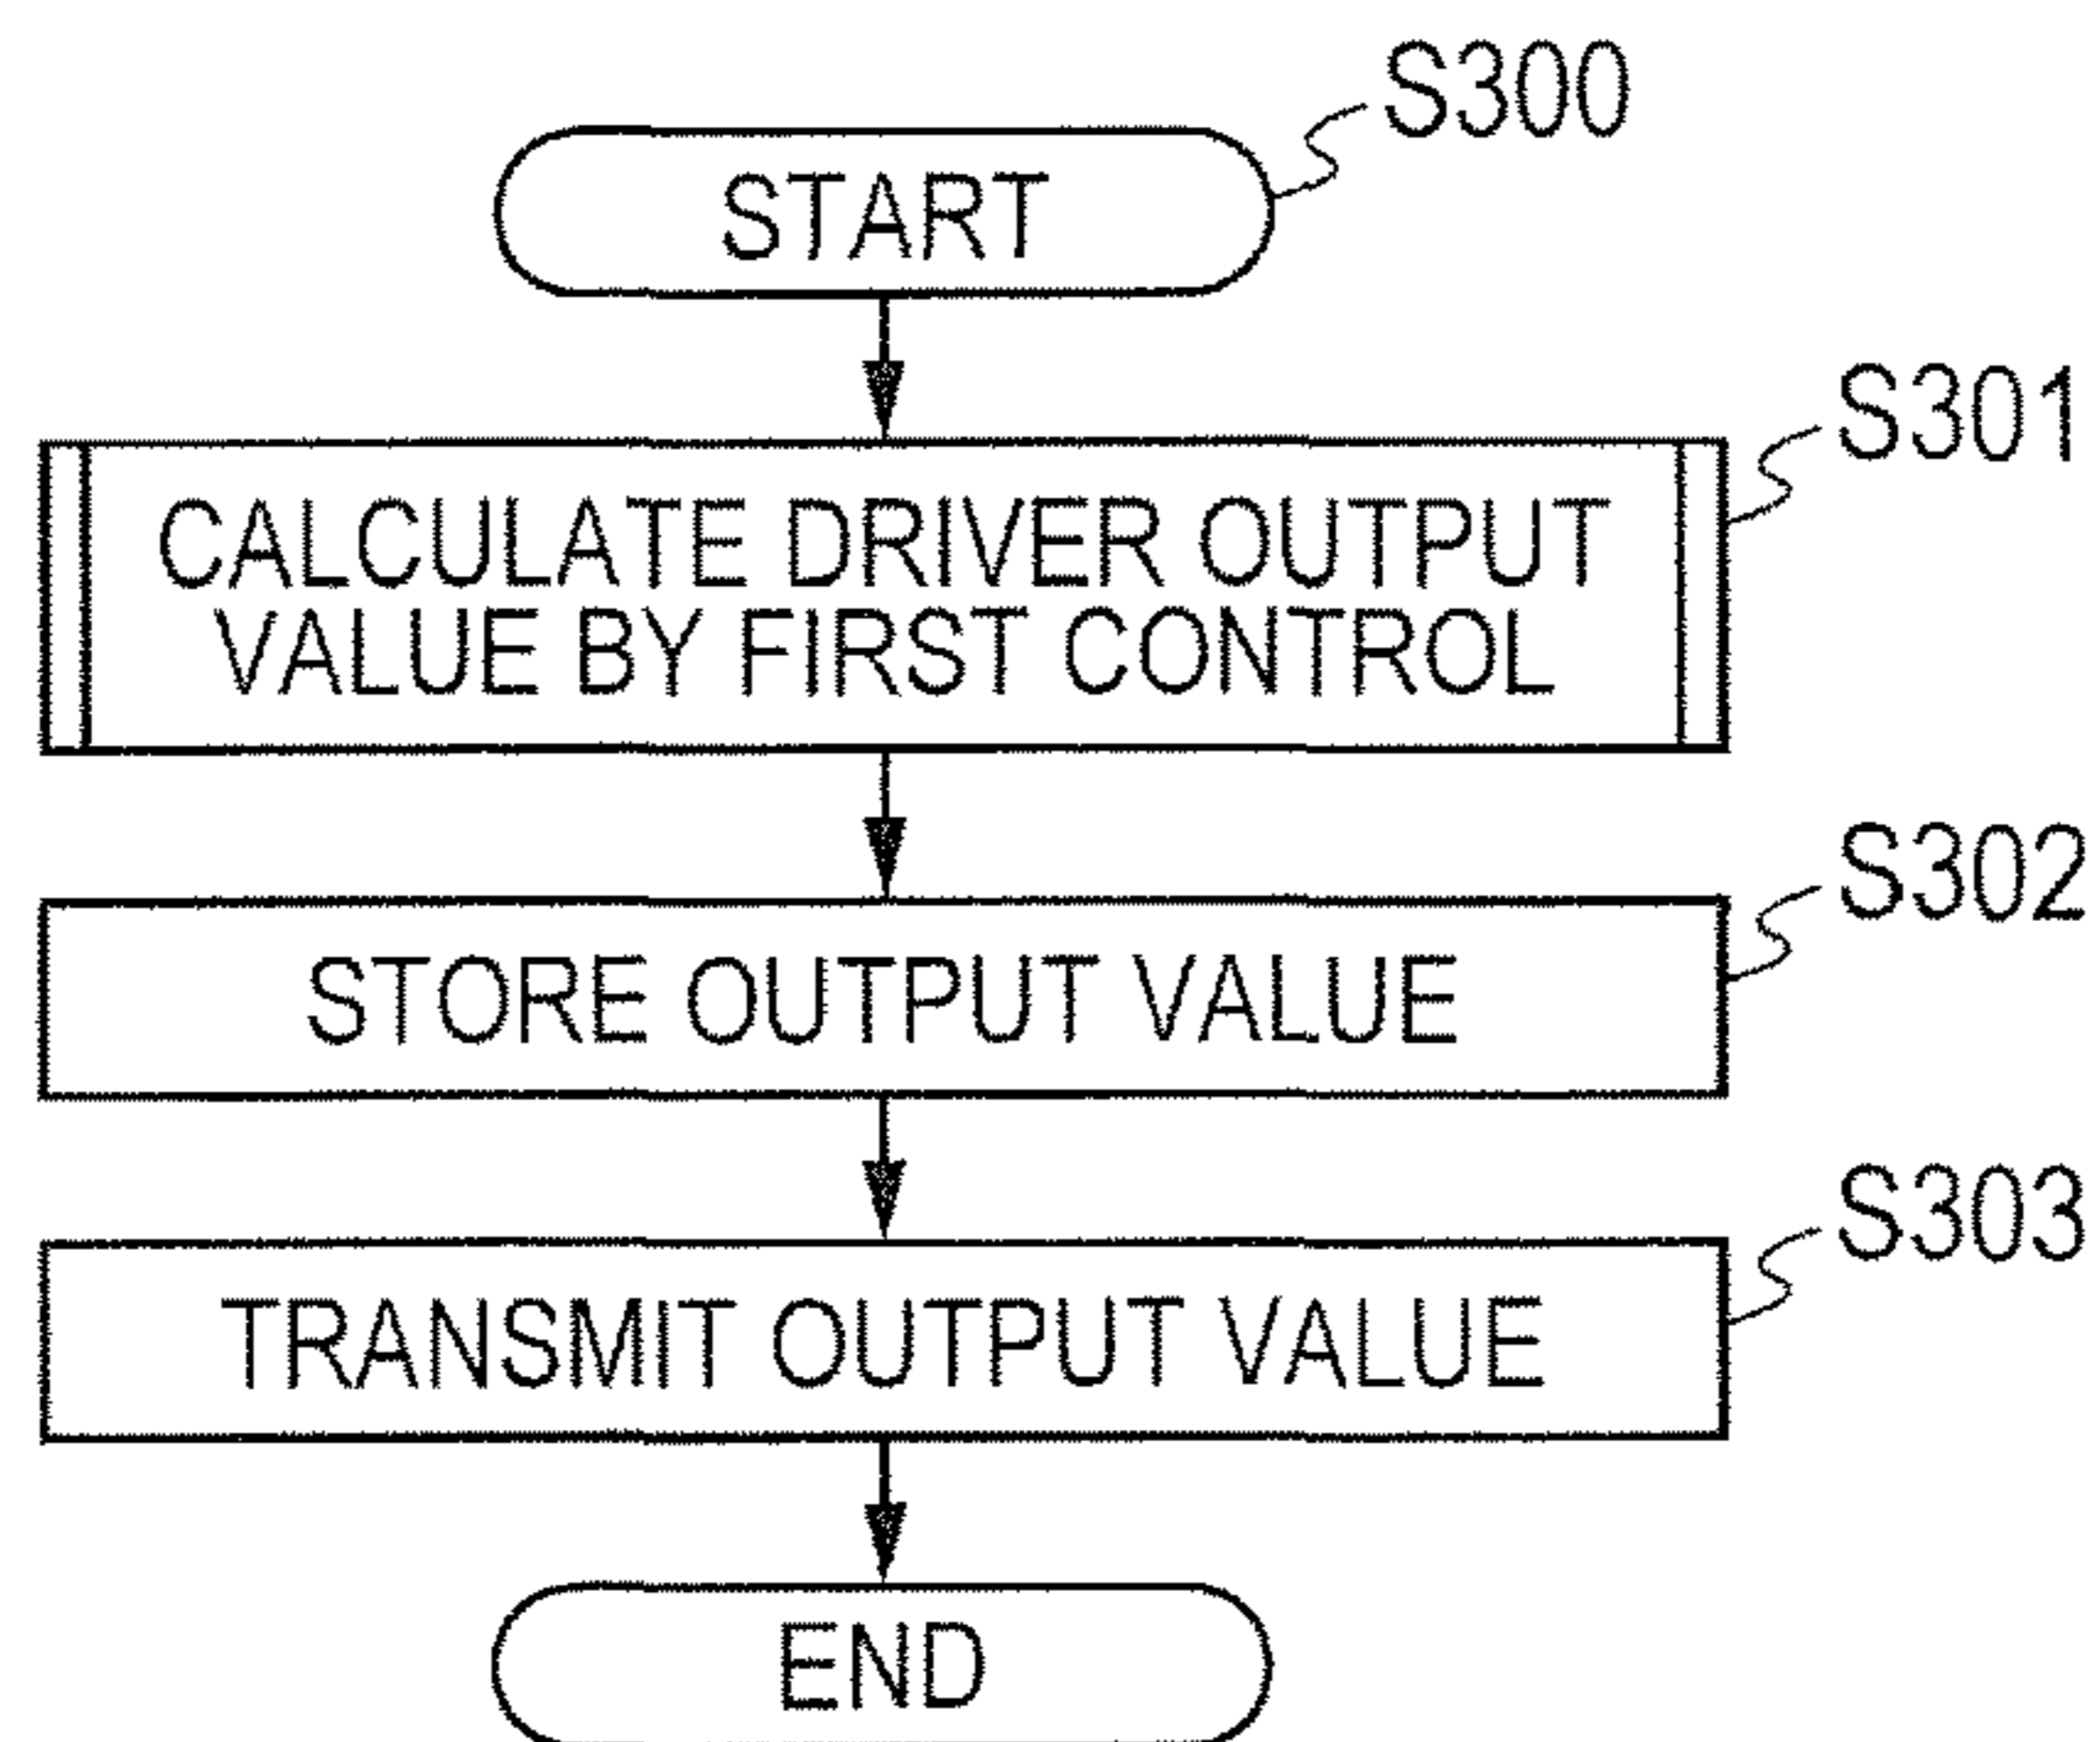 S300
START
S301
CALCULATE DRIVER OUTPUT
VALUE BY FIRST CONTROL
S302
STORE OUTPUT VALUE
S303
TRANSMIT OUTPUT VALUE
END